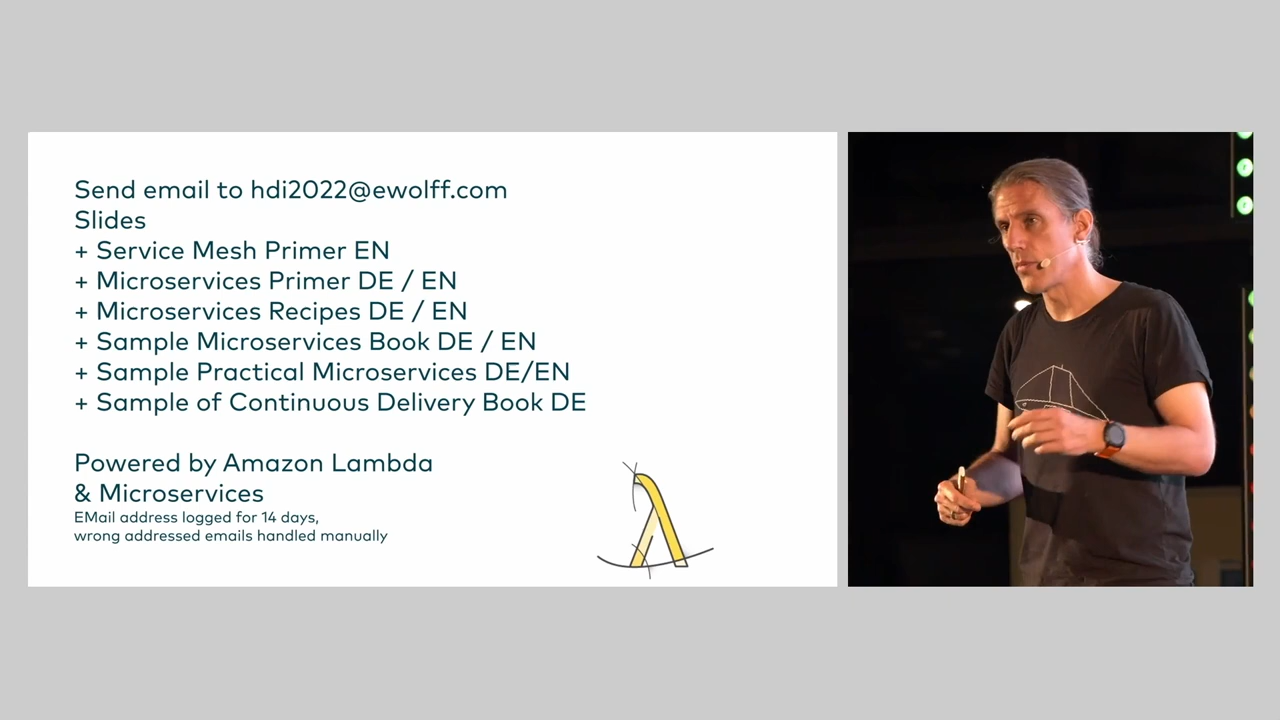 Send email to hdi2022@ewolff.com
Slides
+ Service Mesh Primer EN
+ Microservices Primer DE / EN
+ Microservices Recipes DE / EN
+ Sample Microservices Book DE / EN
+ Sample Practical Microservices DE/EN
+ Sample of Continuous Delivery Book DE
Powered by Amazon Lambda
& Microservices
EMail address logged for 14 days,
wrong addressed emails handled manually